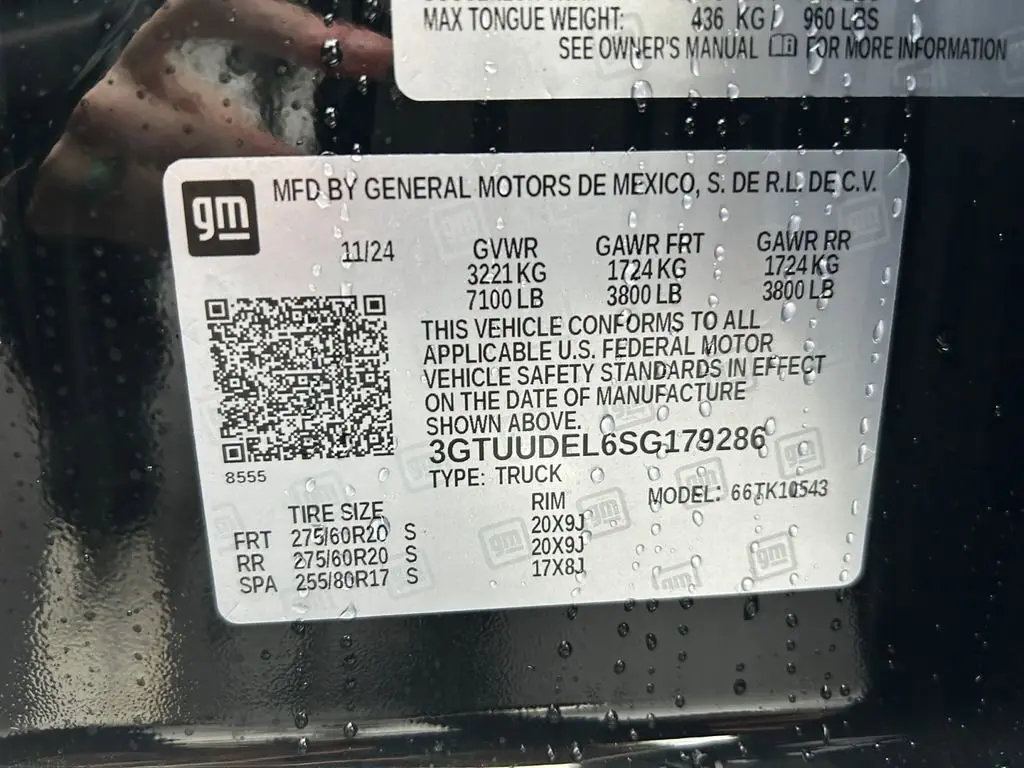 MAX TONGUE WEIGHT: 436 KG / 960 LBS
SEE OWNER'S MANUAL FOR MORE INFORMATION
gm MFD BY GENERAL MOTORS DE MEXICO, S. DE R.L. DE C.V.
11/24 GVWR GAWR FRT GAWR RR
3221 KG 1724 KG 1724 KG
7100 LB 3800 LB 3800 LB
THIS VEHICLE CONFORMS TO ALL
APPLICABLE U.S. FEDERAL MOTOR
VEHICLE SAFETY STANDARDS IN EFFECT
ON THE DATE OF MANUFACTURE
SHOWN ABOVE.
3GTUUDEL6SG179286
8555 TYPE: TRUCK
MODEL: 66TK10543
TIRE SIZE RIM
FRT 275/60R20 S 20X9J
RR 275/60R20 S 20X9J
SPA 255/80R17 S 17X8J